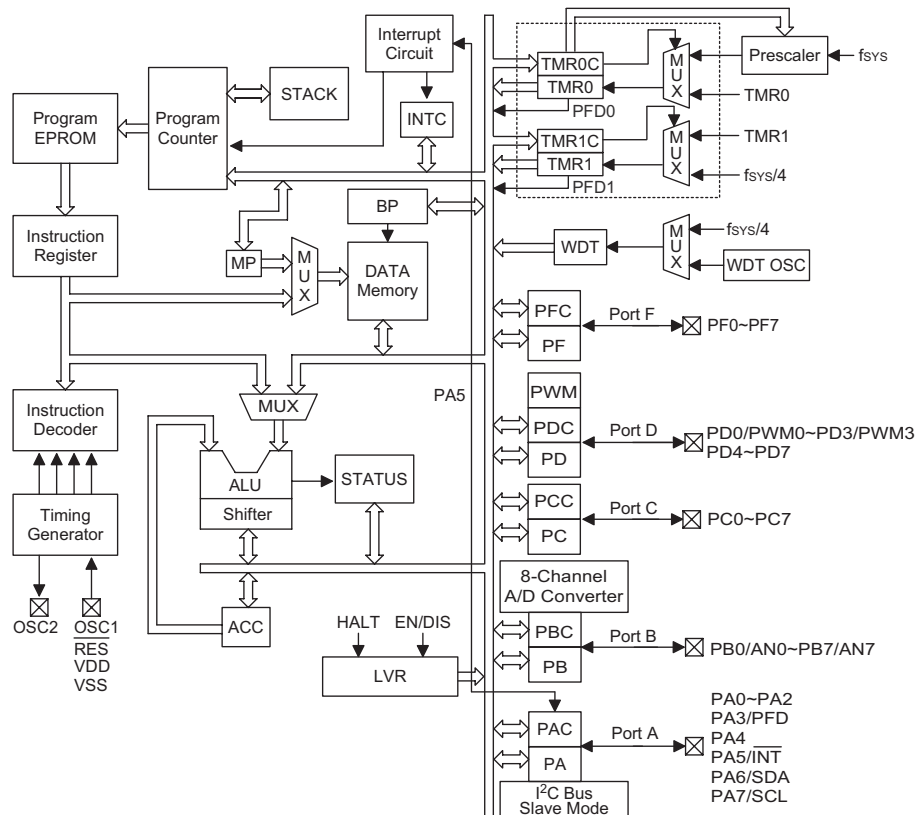 Interrupt
Circuit
STACK
Program
EPROM
Program
Counter
INTC
TMR0C
TMR0
PFD0
TMR1C
TMR1
PFD1
MUX
Prescaler
fSYS
TMR0
MUX
TMR1
fSYS/4
Instruction
Register
MP
MUX
BP
DATA
Memory
WDT
MUX
fSYS/4
WDT OSC
PFC
PF
Port F
PF0~PF7
Instruction
Decoder
MUX
PA5
PWM
PDC
PD
Port D
PD0/PWM0~PD3/PWM3
PD4~PD7
ALU
Shifter
STATUS
Timing
Generator
PCC
PC
Port C
PC0~PC7
OSC2
OSC1
RES
VDD
VSS
ACC
HALT
EN/DIS
LVR
8-Channel
A/D Converter
PBC
PB
Port B
PB0/AN0~PB7/AN7
PAC
PA
Port A
PA0~PA2
PA3/PFD
PA4
PA5/INT
PA6/SDA
PA7/SCL
I²C Bus
Slave Mode